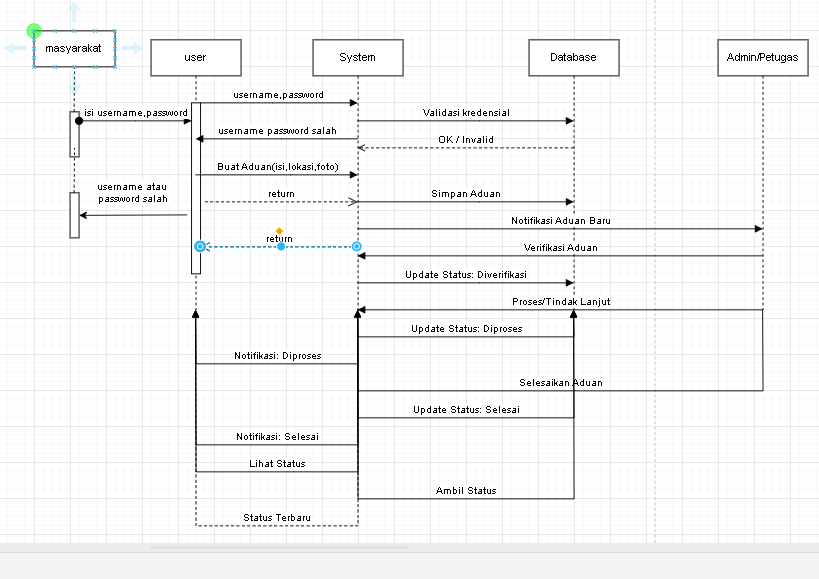 masyarakat
user
System
Database
Admin/Petugas
username,password
isi username,password
Validasi kredensial
username password salah
OK / Invalid
Buat Aduan(isi,lokasi,foto)
username atau
password salah
return
Simpan Aduan
Notifikasi Aduan Baru
return
Verifikasi Aduan
Update Status: Diverifikasi
Proses/Tindak Lanjut
Update Status: Diproses
Notifikasi: Diproses
Selesaikan Aduan
Update Status: Selesai
Notifikasi: Selesai
Lihat Status
Ambil Status
Status Terbaru